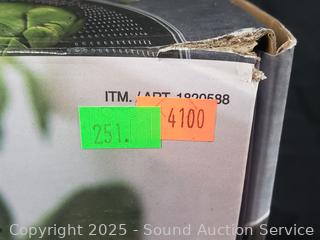 ITM. /ART. 1820588
251.
4100
Copyright © 2025 - Sound Auction Service